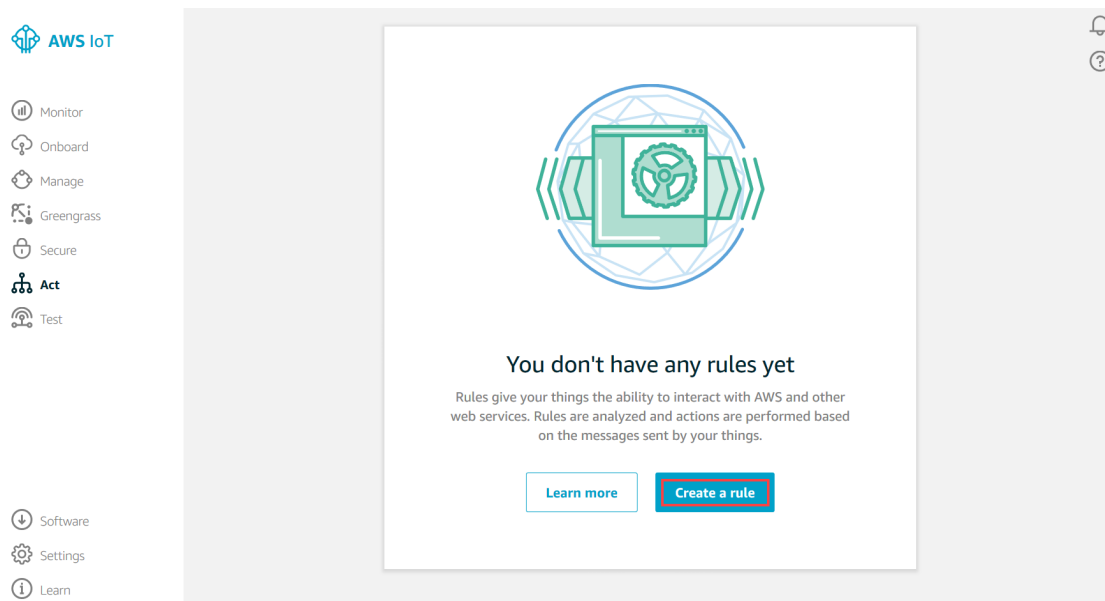 AWS IoT
Monitor
Onboard
Manage
Greengrass
Secure
Act
Test
Software
Settings
Learn
You don't have any rules yet
Rules give your things the ability to interact with AWS and other
web services. Rules are analyzed and actions are performed based
on the messages sent by your things.
Learn more
Create a rule